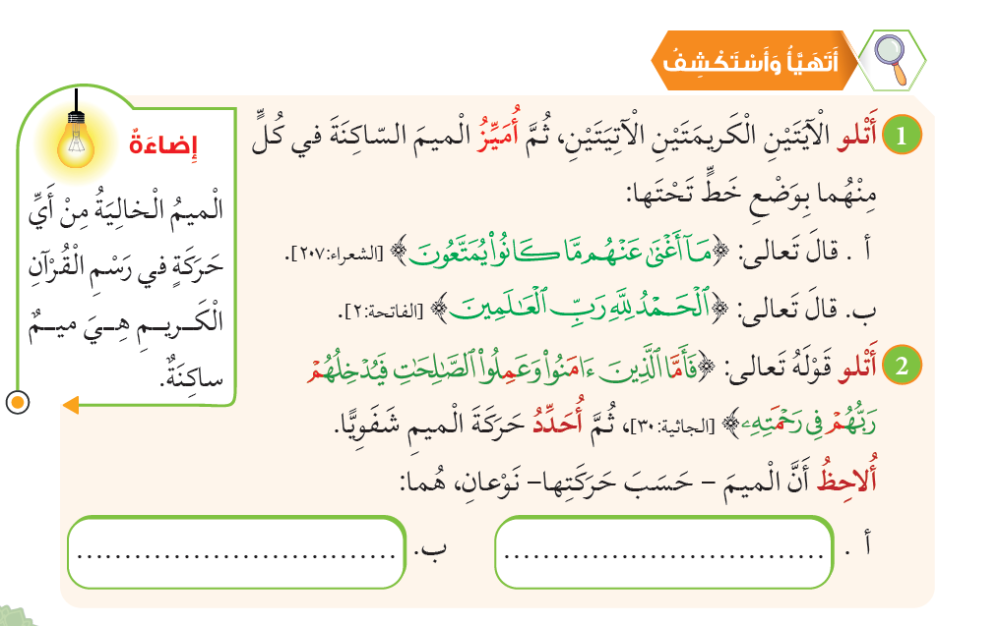 أَتَهَيَّأُ وَأَسْتَكْشِفُ
1 أَتْلو الْآيَتَيْنِ الْكَريمَتَيْنِ الْآتِيَتَيْنِ، ثُمَّ أُمَيِّزُ الْميمَ السّاكِنَةَ في كُلٍّ
مِنْهُما بِوَضْعِ خَطٍّ تَحْتَها:
أ . قالَ تَعالى: ﴿مَآ أَغْنَىٰ عَنْهُم مَّا كَانُوا۟ يُمَتَّعُونَ﴾ [الشعراء:٢٠٧].
ب. قالَ تَعالى: ﴿ٱلْحَمْدُ لِلَّهِ رَبِّ ٱلْعَـٰلَمِينَ﴾ [الفاتحة:٢].
2 أَتْلو قَوْلَهُ تَعالى: ﴿فَأَمَّا ٱلَّذِينَ ءَامَنُوا۟ وَعَمِلُوا۟ ٱلصَّـٰلِحَـٰتِ فَيُدْخِلُهُمْ
رَبُّهُمْ فِى رَحْمَتِهِۦ﴾ [الجاثية:٣٠]، ثُمَّ أُحَدِّدُ حَرَكَةَ الْميمِ شَفَوِيًّا.
أُلاحِظُ أَنَّ الْميمَ – حَسَبَ حَرَكَتِها– نَوْعانِ، هُما:
أ . ................................. ب. .................................
إِضاءَةٌ
الْميمُ الْخالِيَةُ مِنْ أَيِّ
حَرَكَةٍ في رَسْمِ الْقُرْآنِ
الْكَـريـمِ هِـيَ ميـمٌ
ساكِنَةٌ.